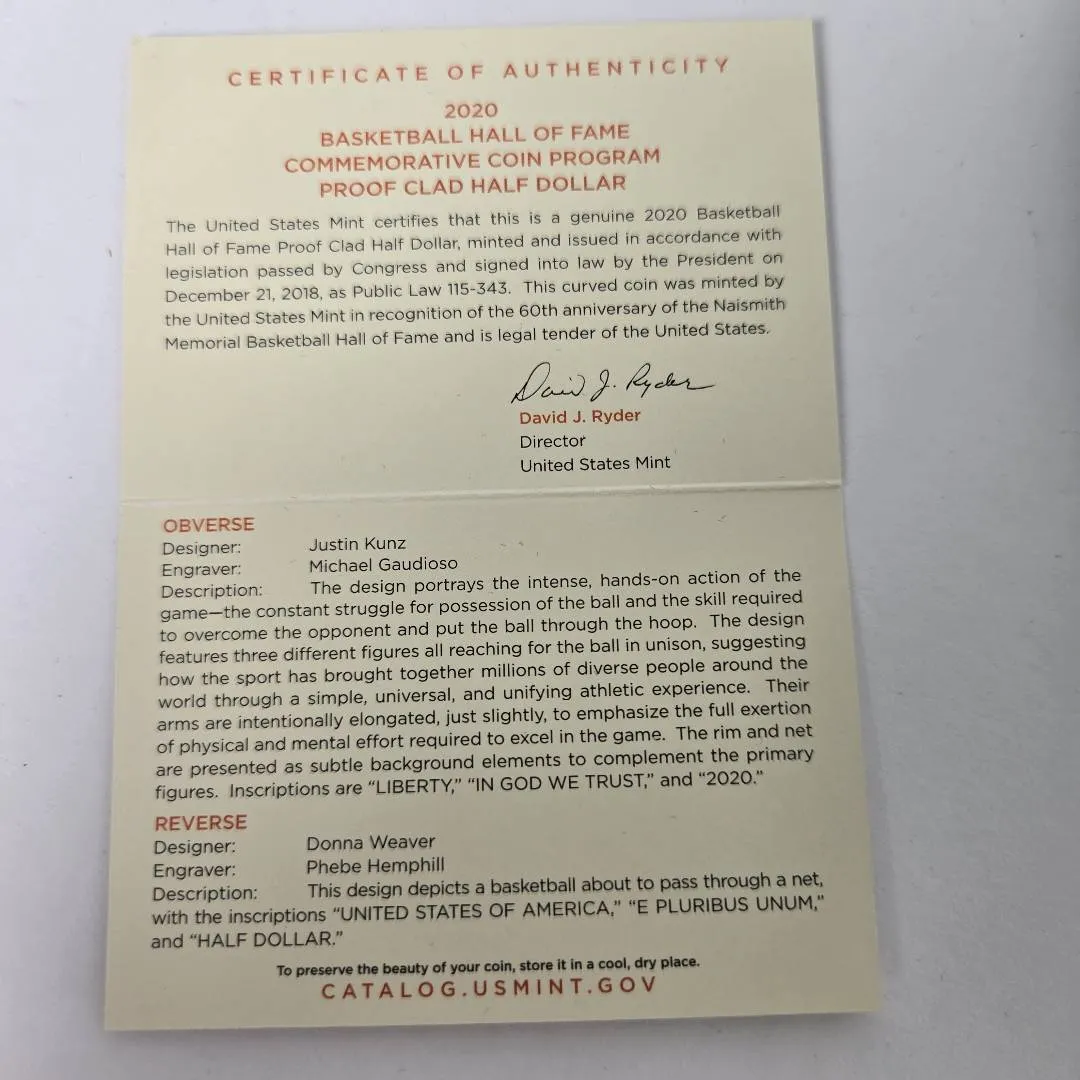 CERTIFICATE OF AUTHENTICITY
2020
BASKETBALL HALL OF FAME
COMMEMORATIVE COIN PROGRAM
PROOF CLAD HALF DOLLAR
The United States Mint certifies that this is a genuine 2020 Basketball
Hall of Fame Proof Clad Half Dollar, minted and issued in accordance with
legislation passed by Congress and signed into law by the President on
December 21, 2018, as Public Law 115-343. This curved coin was minted by
the United States Mint in recognition of the 60th anniversary of the Naismith
Memorial Basketball Hall of Fame and is legal tender of the United States.
David J. Ryder
David J. Ryder
Director
United States Mint
OBVERSE
Designer: Justin Kunz
Engraver: Michael Gaudioso
Description: The design portrays the intense, hands-on action of the
game—the constant struggle for possession of the ball and the skill required
to overcome the opponent and put the ball through the hoop. The design
features three different figures all reaching for the ball in unison, suggesting
how the sport has brought together millions of diverse people around the
world through a simple, universal, and unifying athletic experience. Their
arms are intentionally elongated, just slightly, to emphasize the full exertion
of physical and mental effort required to excel in the game. The rim and net
are presented as subtle background elements to complement the primary
figures. Inscriptions are “LIBERTY,” “IN GOD WE TRUST,” and “2020.”
REVERSE
Designer: Donna Weaver
Engraver: Phebe Hemphill
Description: This design depicts a basketball about to pass through a net,
with the inscriptions “UNITED STATES OF AMERICA,” “E PLURIBUS UNUM,”
and “HALF DOLLAR.”
To preserve the beauty of your coin, store it in a cool, dry place.
CATALOG.USMINT.GOV